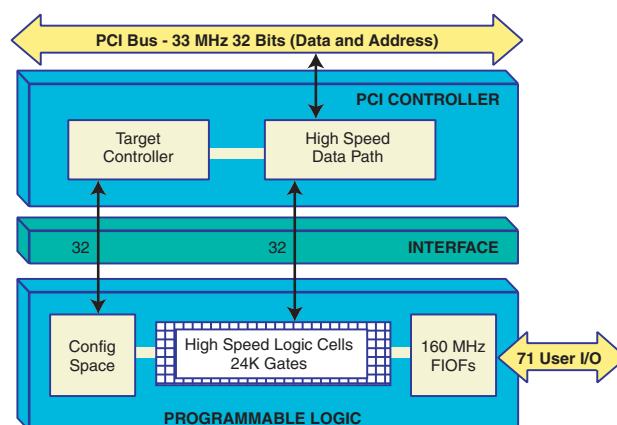 PCI Bus - 33 MHz 32 Bits (Data and Address)
PCI CONTROLLER
Target
Controller
High Speed
Data Path
32
32
INTERFACE
Config
Space
High Speed Logic Cells
24K Gates
160 MHz
FIOFs
71 User I/O
PROGRAMMABLE LOGIC